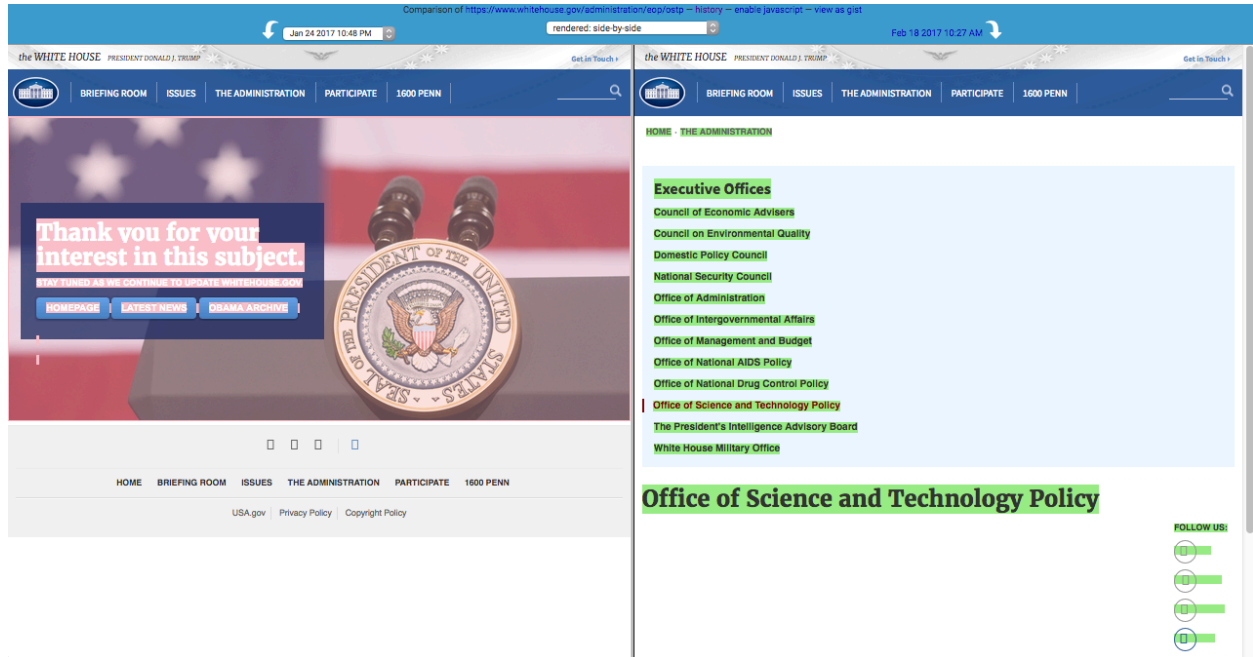 Comparison of https://www.whitehouse.gov/administration/eop/ostp — history — enable javascript — view as gist
Jan 24 2017 10:48 PM
rendered: side-by-side
Feb 18 2017 10:27 AM
the WHITE HOUSE PRESIDENT DONALD J. TRUMP
Get in Touch ›
BRIEFING ROOM ISSUES THE ADMINISTRATION PARTICIPATE 1600 PENN
Thank you for your
interest in this subject.
STAY TUNED AS WE CONTINUE TO UPDATE WHITEHOUSE.GOV
HOMEPAGE LATEST NEWS OBAMA ARCHIVE
SEAL OF THE PRESIDENT OF THE UNITED STATES
HOME BRIEFING ROOM ISSUES THE ADMINISTRATION PARTICIPATE 1600 PENN
USA.gov Privacy Policy Copyright Policy
the WHITE HOUSE PRESIDENT DONALD J. TRUMP
Get in Touch ›
BRIEFING ROOM ISSUES THE ADMINISTRATION PARTICIPATE 1600 PENN
HOME - THE ADMINISTRATION
Executive Offices
Council of Economic Advisers
Council on Environmental Quality
Domestic Policy Council
National Security Council
Office of Administration
Office of Intergovernmental Affairs
Office of Management and Budget
Office of National AIDS Policy
Office of National Drug Control Policy
Office of Science and Technology Policy
The President's Intelligence Advisory Board
White House Military Office
Office of Science and Technology Policy
FOLLOW US: